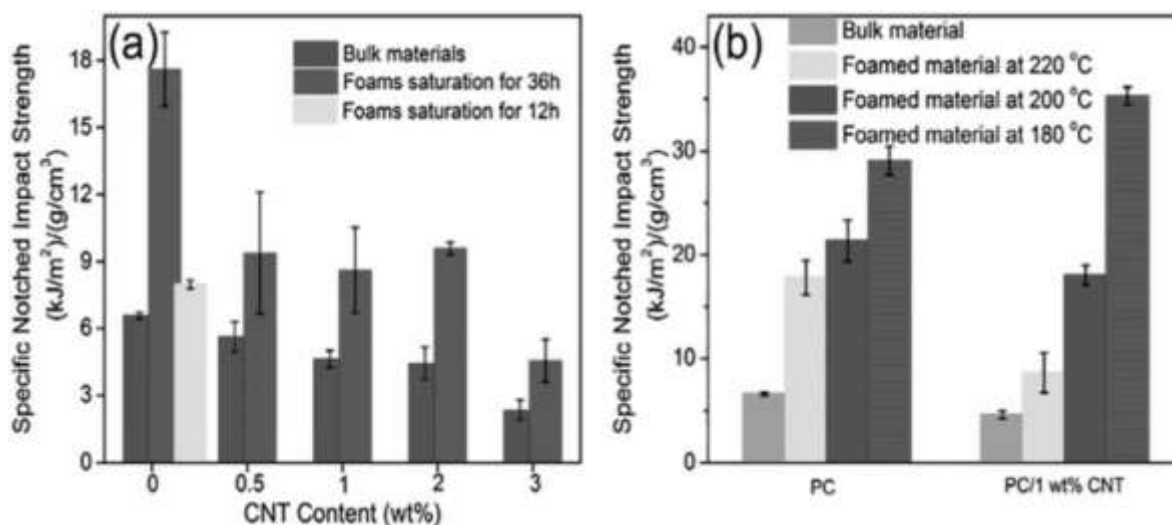 (a)
Bulk materials
Foams saturation for 36h
Foams saturation for 12h
Specific Notched Impact Strength
(kJ/m²)/(g/cm³)
18
15
12
9
6
3
0
0 0.5 1 2 3
CNT Content (wt%)
(b)
Bulk material
Foamed material at 220 °C
Foamed material at 200 °C
Foamed material at 180 °C
Specific Notched Impact Strength
(kJ/m²)/(g/cm³)
40
30
20
10
0
PC PC/1 wt% CNT